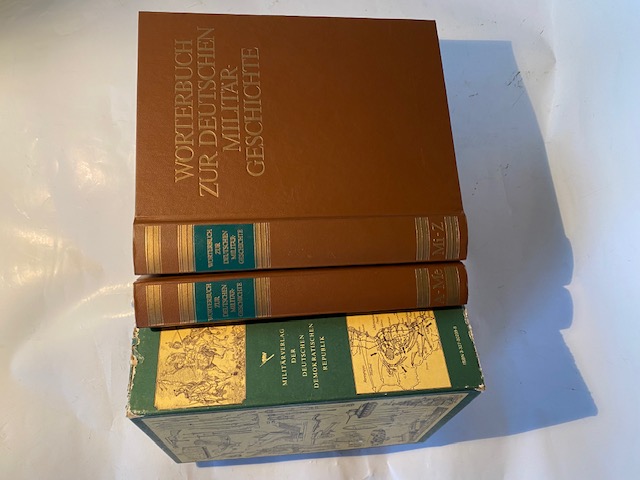 WÖRTERBUCH
ZUR DEUTSCHEN
MILITÄR-
GESCHICHTE
WÖRTERBUCH
ZUR
DEUTSCHEN
MILITÄR-
GESCHICHTE
Mi-Z
WÖRTERBUCH
ZUR
DEUTSCHEN
MILITÄR-
GESCHICHTE
A-Me
MILITÄRVERLAG
DER
DEUTSCHEN
DEMOKRATISCHEN
REPUBLIK